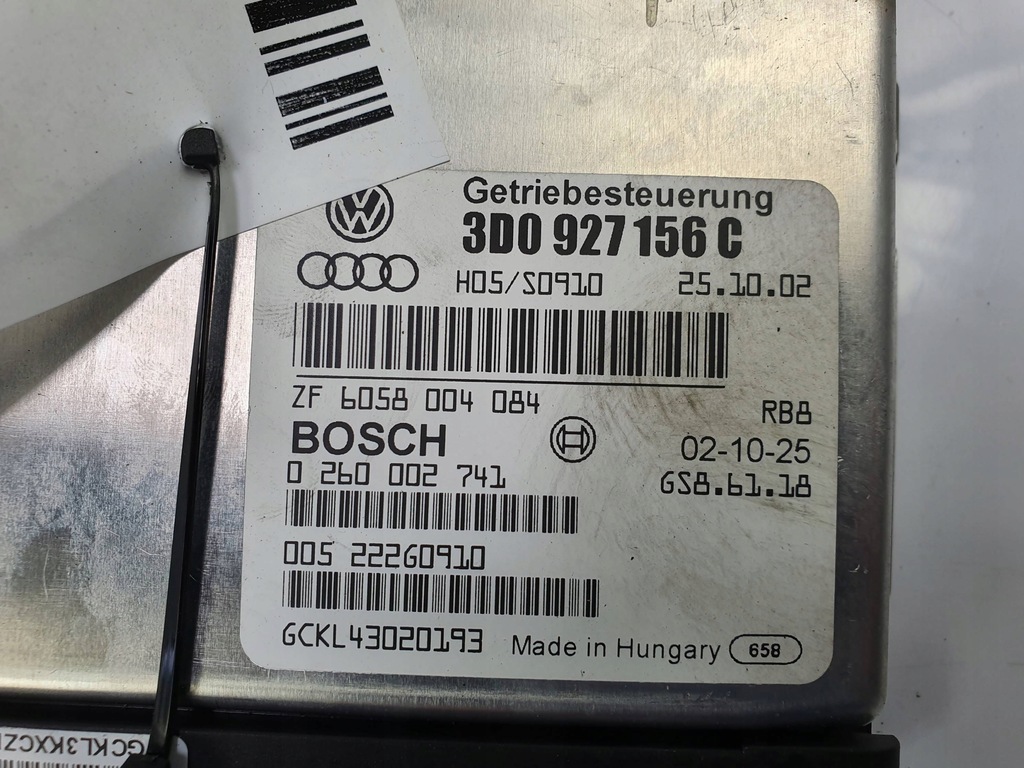 Getriebesteuerung
3D0 927 156 C
H05/S0910 25.10.02
ZF 6058 004 084
RB8
BOSCH
02-10-25
0 260 002 741
GS8.61.18
005 22260910
GCKL43020193
Made in Hungary 658